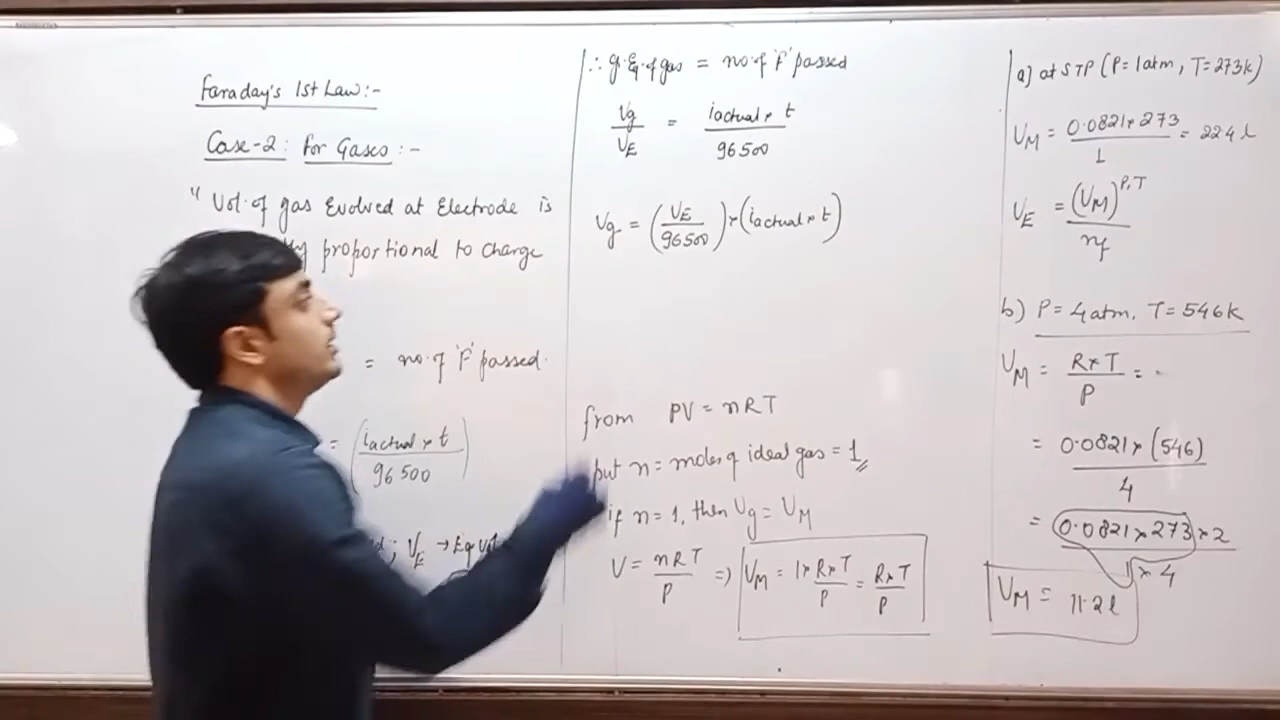 Faraday's 1st Law:-
Case-2: For Gases:-
" Vol. of gas Evolved at Electrode is
proportional to charge
= no. of 'F' passed.
= (iactual × t / 96500)
; VE → Eq. Vol
∴ g.Eq. of gas = no. of 'F' passed
Vg / VE = iactual × t / 96500
Vg = (VE / 96500) × (iactual × t)
from PV = nRT
put n = moles of ideal gas = 1
if n = 1, then Vg = VM
V = nRT / P ⇒ VM = 1×R×T / P = R×T / P
a) at STP (P = 1atm, T = 273k)
VM = 0.0821×273 / 1 = 22.4 l
VE = (VM)P,T / nf
b) P = 4atm, T = 546k
VM = R×T / P =
= 0.0821×(546) / 4
= 0.0821×273×2 / 1×4
VM = 11.2 l